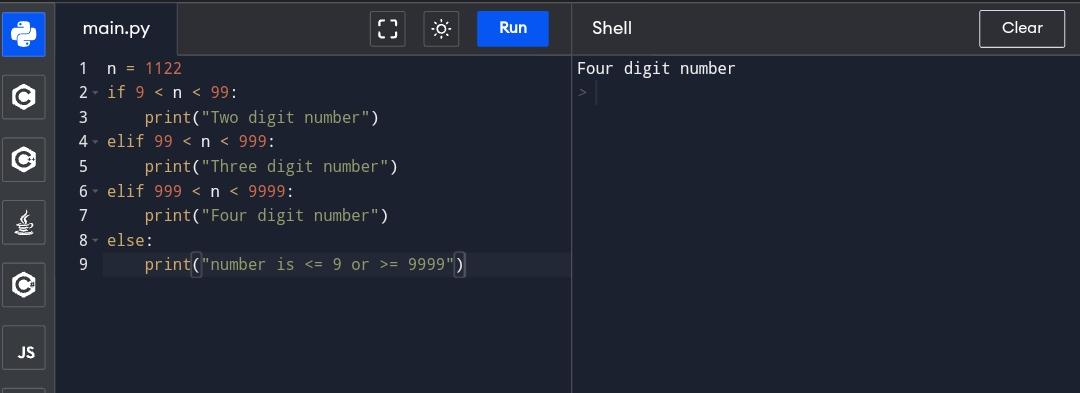 main.py
Run
Shell
Clear
1 n = 1122
2 if 9 < n < 99:
3     print("Two digit number")
4 elif 99 < n < 999:
5     print("Three digit number")
6 elif 999 < n < 9999:
7     print("Four digit number")
8 else:
9     print("number is <= 9 or >= 9999")
Four digit number
>
C
C++
C#
JS